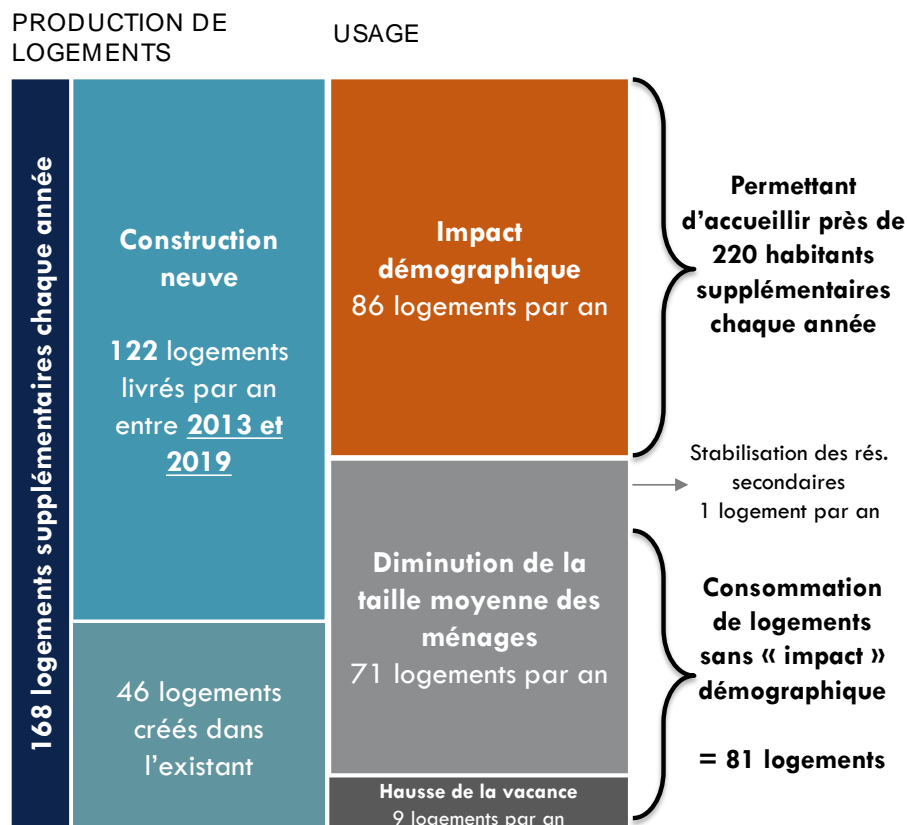 PRODUCTION DE
LOGEMENTS
USAGE
168 logements supplémentaires chaque année
Construction
neuve
122 logements
livrés par an
entre 2013 et
2019
46 logements
créés dans
l'existant
Impact
démographique
86 logements par an
Diminution de la
taille moyenne des
ménages
71 logements par an
Hausse de la vacance
9 logements par an
Permettant
d'accueillir près de
220 habitants
supplémentaires
chaque année
Stabilisation des rés.
secondaires
1 logement par an
Consommation
de logements
sans « impact »
démographique
= 81 logements